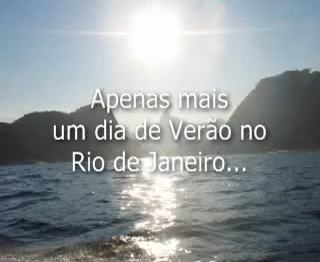 Apenas mais
um dia de Verão no
Rio de Janeiro...